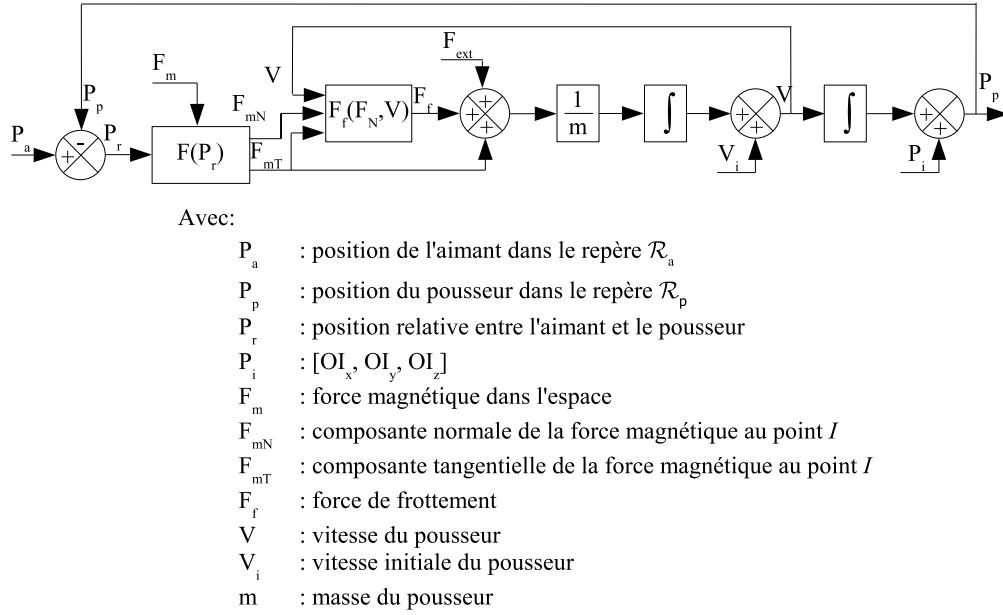 F_ext
F_m
V
P_p
F_mN
F_f(F_N,V)
F_f
+
+
+
1
m
∫
+
+
V
∫
+
+
P_p
P_a
+
-
P_r
F(P_r)
F_mT
V_i
P_i
Avec:
P_a : position de l'aimant dans le repère ℛ_a
P_p : position du pousseur dans le repère ℛ_p
P_r : position relative entre l'aimant et le pousseur
P_i : [OI_x, OI_y, OI_z]
F_m : force magnétique dans l'espace
F_mN : composante normale de la force magnétique au point I
F_mT : composante tangentielle de la force magnétique au point I
F_f : force de frottement
V : vitesse du pousseur
V_i : vitesse initiale du pousseur
m : masse du pousseur